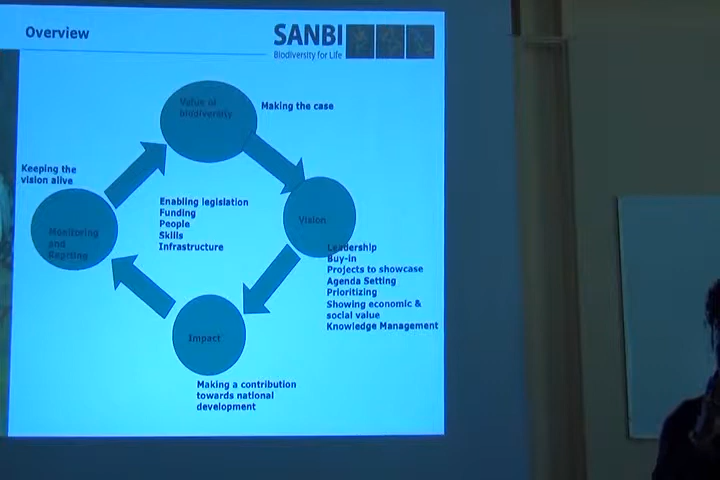 Overview
SANBI
Biodiversity for Life
Value of
biodiversity
Making the case
Keeping the
vision alive
Enabling legislation
Funding
People
Skills
Infrastructure
Vision
Monitoring
and
Leadership
Buy-in
Projects to showcase
Agenda Setting
Prioritizing
Showing economic &
social value
Knowledge Management
Impact
Making a contribution
towards national
development